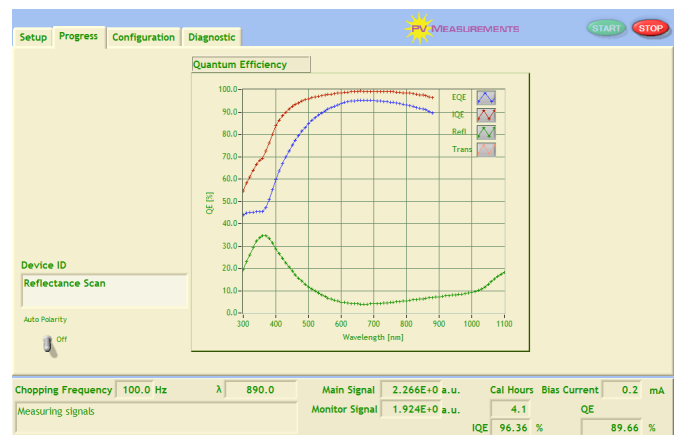 PV MEASUREMENTS
START
STOP
Setup
Progress
Configuration
Diagnostic
Quantum Efficiency
100.0
90.0
80.0
70.0
60.0
50.0
40.0
30.0
20.0
10.0
0.0
QE [%]
300 400 500 600 700 800 900 1000 1100
Wavelength [nm]
EQE
IQE
Refl
Trans
Device ID
Reflectance Scan
Auto Polarity
Off
Chopping Frequency 100.0 Hz λ 890.0 Main Signal 2.266E+0 a.u. Cal Hours Bias Current 0.2 mA
Measuring signals Monitor Signal 1.924E+0 a.u. 4.1 QE
IQE 96.36 % 89.66 %